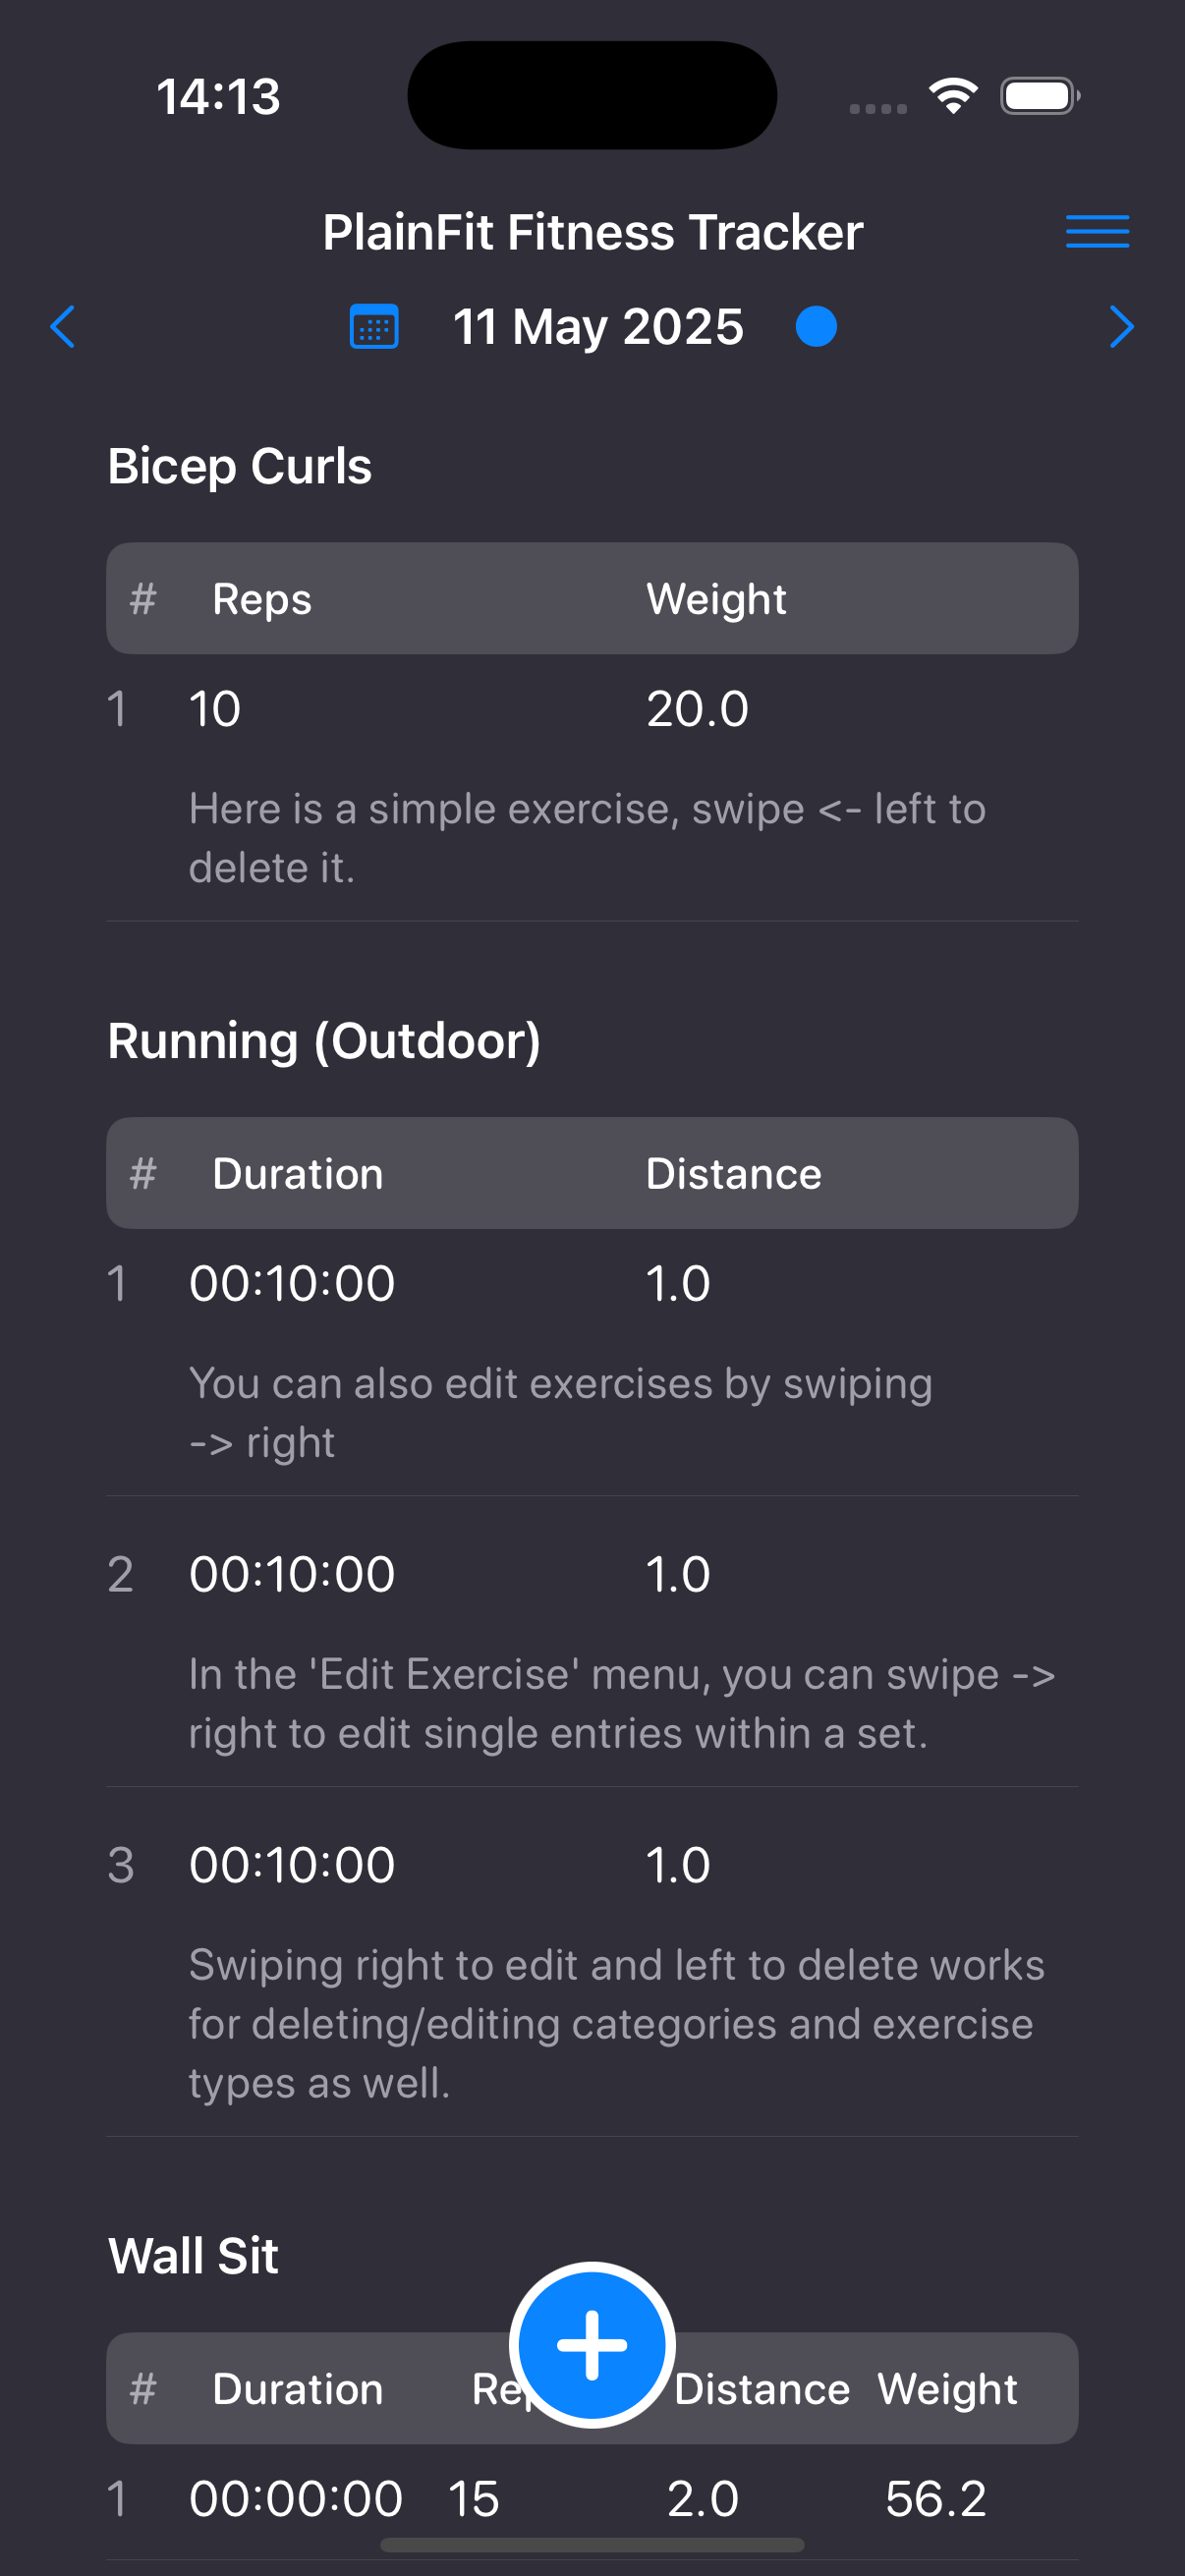 14:13
PlainFit Fitness Tracker
11 May 2025
Bicep Curls
# Reps Weight
1 10 20.0
Here is a simple exercise, swipe <- left to
delete it.
Running (Outdoor)
# Duration Distance
1 00:10:00 1.0
You can also edit exercises by swiping
-> right
2 00:10:00 1.0
In the 'Edit Exercise' menu, you can swipe ->
right to edit single entries within a set.
3 00:10:00 1.0
Swiping right to edit and left to delete works
for deleting/editing categories and exercise
types as well.
Wall Sit
# Duration Distance Weight
1 00:00:00 15 2.0 56.2